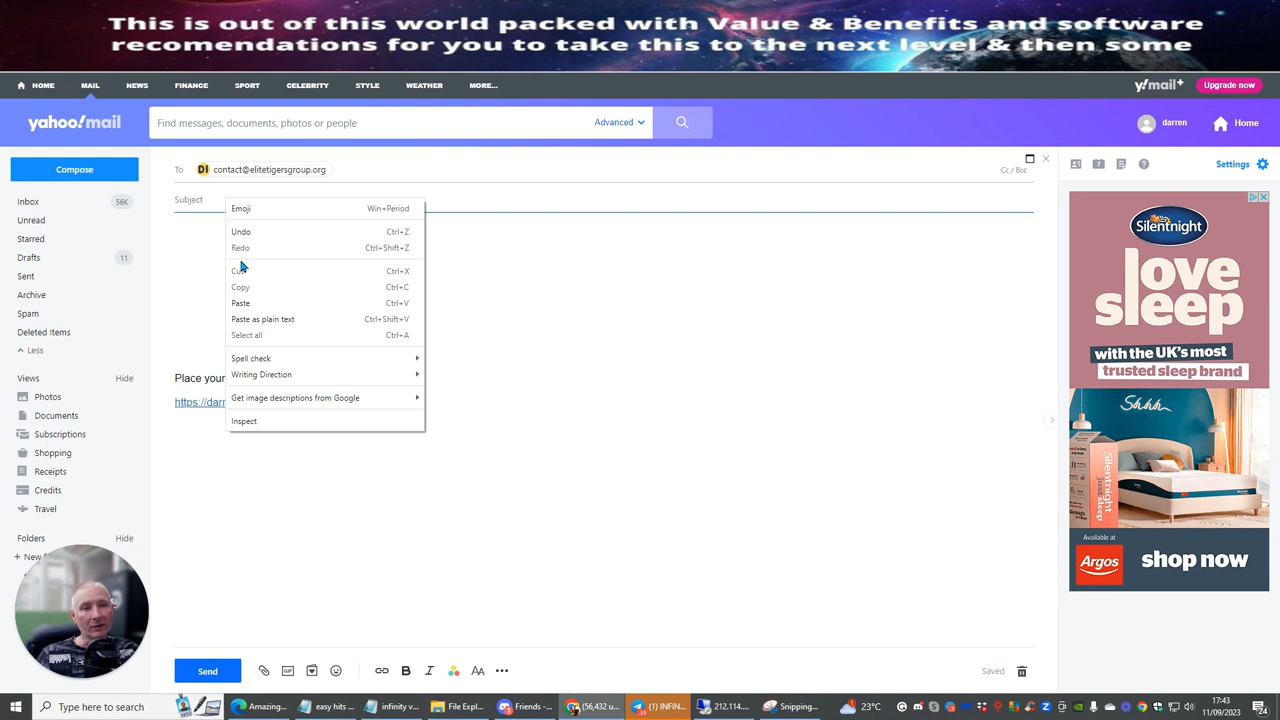 This is out of this world packed with Value & Benefits and software
recomendations for you to take this to the next level & then some
HOME
MAIL
NEWS
FINANCE
SPORT
CELEBRITY
STYLE
WEATHER
MORE...
y!mail+
Upgrade now
yahoo!mail
Find messages, documents, photos or people
Advanced
darren
Home
Compose
Inbox 56K
Unread
Starred
Drafts 11
Sent
Archive
Spam
Deleted Items
Less
Views Hide
Photos
Documents
Subscriptions
Shopping
Receipts
Credits
Travel
Folders Hide
To DI contact@elitetigersgroup.org
Cc / Bcc
Subject
Emoji Win+Period
Undo Ctrl+Z
Redo Ctrl+Shift+Z
Cut Ctrl+X
Copy Ctrl+C
Paste Ctrl+V
Paste as plain text Ctrl+Shift+V
Select all Ctrl+A
Spell check
Writing Direction
Get image descriptions from Google
Inspect
Place your
https://darr
Send
GIF
B I AA
Saved
7
Settings
Silentnight
love
sleep
with the UK's most
trusted sleep brand
Shhh
Available at
Argos
shop now
Type here to search
Amazing...
easy hits ...
infinity v...
File Expl...
Friends - ...
(56,432 u...
(1) INFIN...
212.114....
Snipping...
23°C
17:43
11/09/2023
24